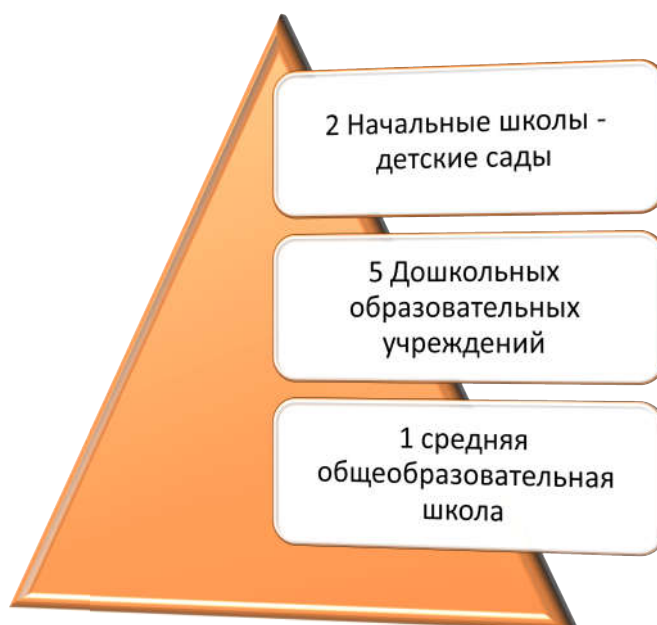 2 Начальные школы -
детские сады
5 Дошкольных
образовательных
учреждений
1 средняя
общеобразовательная
школа